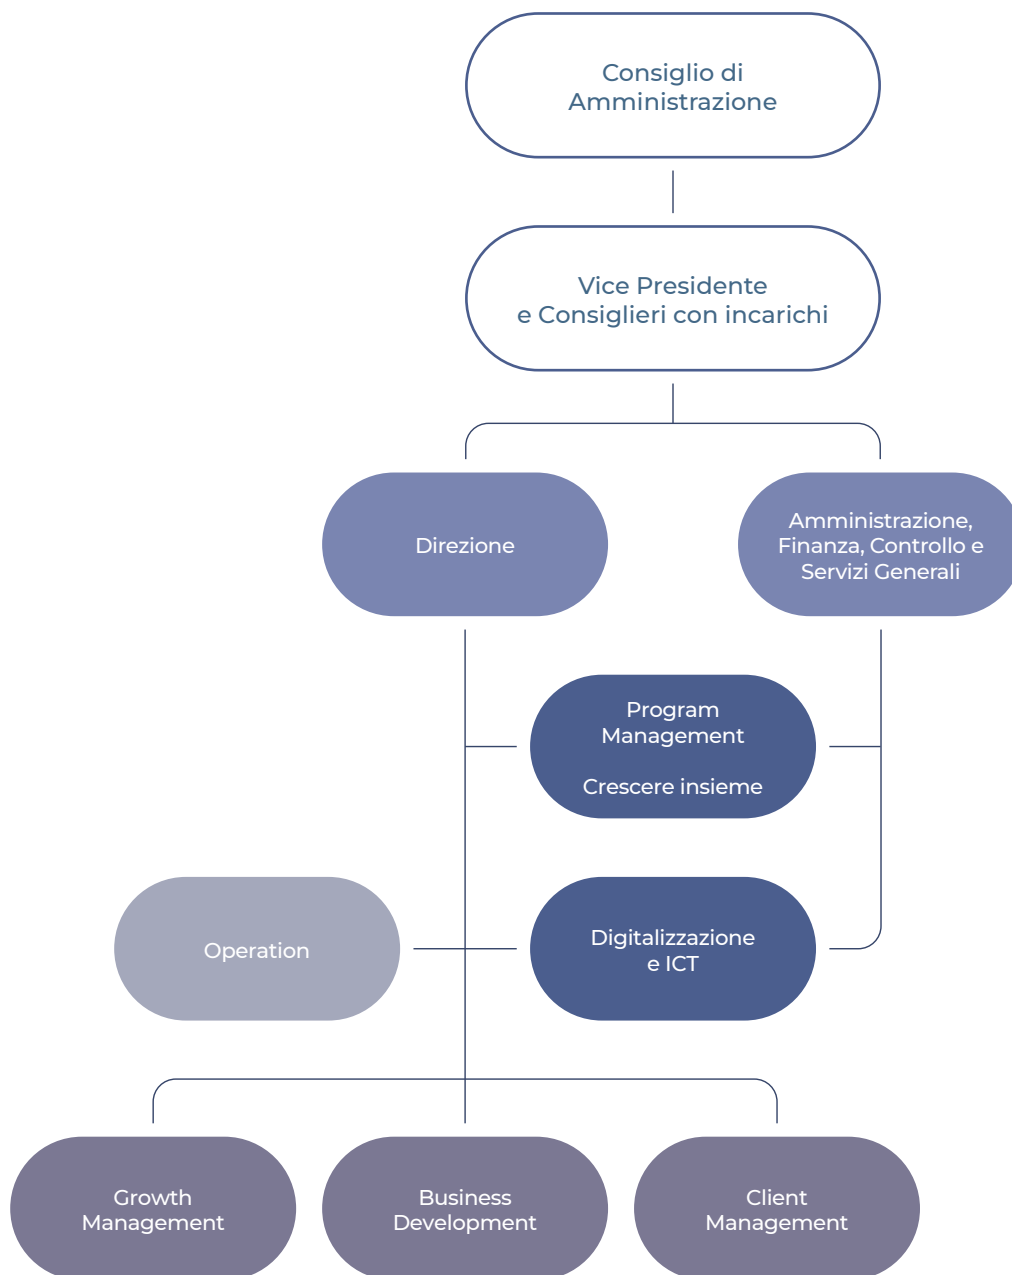 Consiglio di
Amministrazione
Vice Presidente
e Consiglieri con incarichi
Direzione
Amministrazione,
Finanza, Controllo e
Servizi Generali
Program
Management
Crescere insieme
Operation
Digitalizzazione
e ICT
Growth
Management
Business
Development
Client
Management